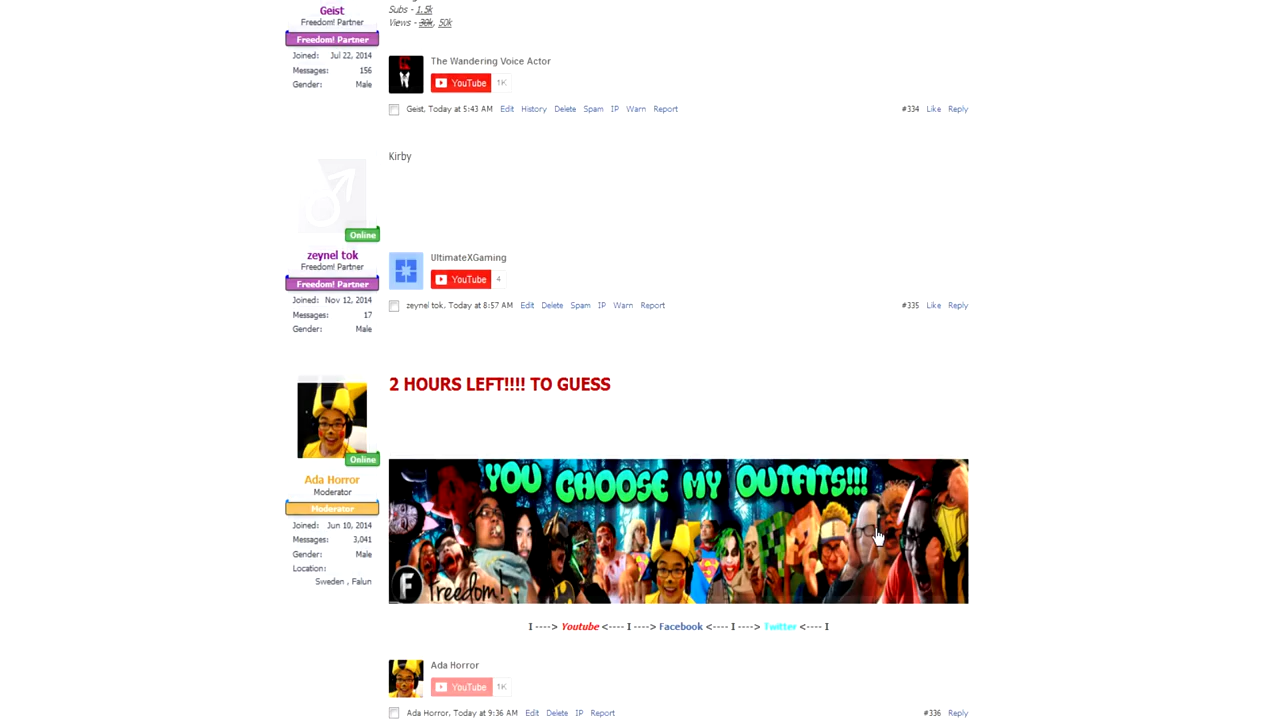 Geist
Freedom! Partner
Freedom! Partner
Joined: Jul 22, 2014
Messages: 156
Gender: Male
Subs - 1.5k
Views - 30k, 50k
The Wandering Voice Actor
YouTube 1K
Geist, Today at 5:43 AM Edit History Delete Spam IP Warn Report #334 Like Reply
Kirby
Online
zeynel tok
Freedom! Partner
Freedom! Partner
Joined: Nov 12, 2014
Messages: 17
Gender: Male
UltimateXGaming
YouTube 4
zeynel tok, Today at 8:57 AM Edit Delete Spam IP Warn Report #335 Like Reply
2 HOURS LEFT!!!! TO GUESS
Online
Ada Horror
Moderator
Moderator
Joined: Jun 10, 2014
Messages: 3,041
Gender: Male
Location:
Sweden , Falun
YOU CHOOSE MY OUTFITS!!!
F freedom!
I ----> Youtube <---- I ----> Facebook <---- I ----> Twitter <---- I
Ada Horror
YouTube 1K
Ada Horror, Today at 9:36 AM Edit Delete IP Report #336 Reply